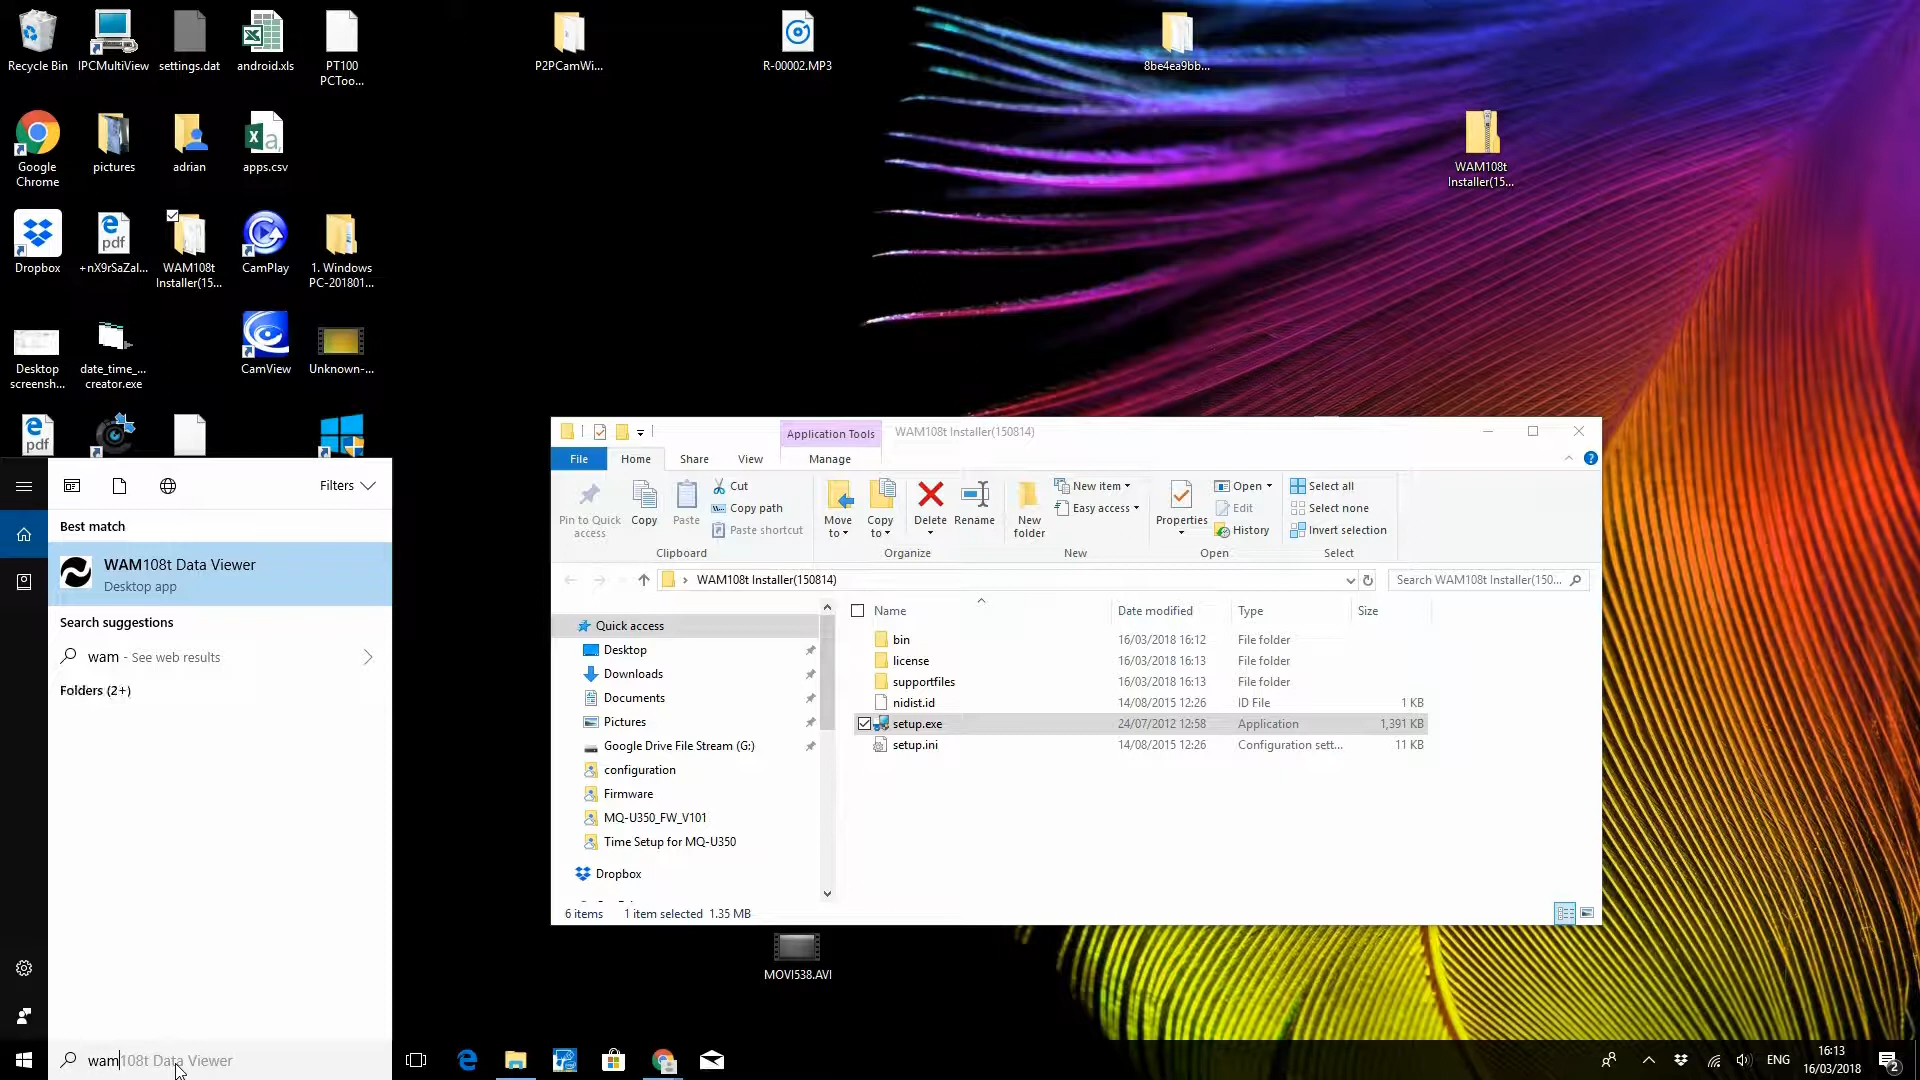 Recycle Bin
IPCMultiView
settings.dat
android.xls
PT100
PCToo...
P2PCamWi...
R-00002.MP3
8be4ea9bb...
Google
Chrome
pictures
adrian
apps.csv
WAM108t
Installer(15...
Dropbox
+nX9rSaZal...
WAM108t
Installer(15...
CamPlay
1. Windows
PC-201801...
Desktop
screensh...
date_time_...
creator.exe
CamView
Unknown-...
pdf
pdf
Filters
Best match
WAM108t Data Viewer
Desktop app
Search suggestions
wam - See web results
Folders (2+)
wam108t Data Viewer
Application Tools
WAM108t Installer(150814)
File
Home
Share
View
Manage
Pin to Quick
access
Copy
Paste
Cut
Copy path
Paste shortcut
Clipboard
Move
to
Copy
to
Delete
Rename
Organize
New
folder
New item
Easy access
New
Properties
Open
Edit
History
Open
Select all
Select none
Invert selection
Select
WAM108t Installer(150814)
Search WAM108t Installer(150...
Quick access
Desktop
Downloads
Documents
Pictures
Google Drive File Stream (G:)
configuration
Firmware
MQ-U350_FW_V101
Time Setup for MQ-U350
Dropbox
Name Date modified Type Size
bin 16/03/2018 16:12 File folder
license 16/03/2018 16:13 File folder
supportfiles 16/03/2018 16:13 File folder
nidist.id 14/08/2015 12:26 ID File 1 KB
setup.exe 24/07/2012 12:58 Application 1,391 KB
setup.ini 14/08/2015 12:26 Configuration sett... 11 KB
6 items 1 item selected 1.35 MB
MOVI538.AVI
ENG
16:13
16/03/2018
2